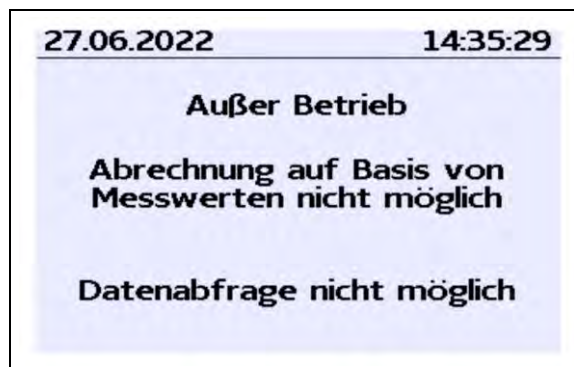 27.06.2022 14:35:29
Außer Betrieb
Abrechnung auf Basis von
Messwerten nicht möglich
Datenabfrage nicht möglich